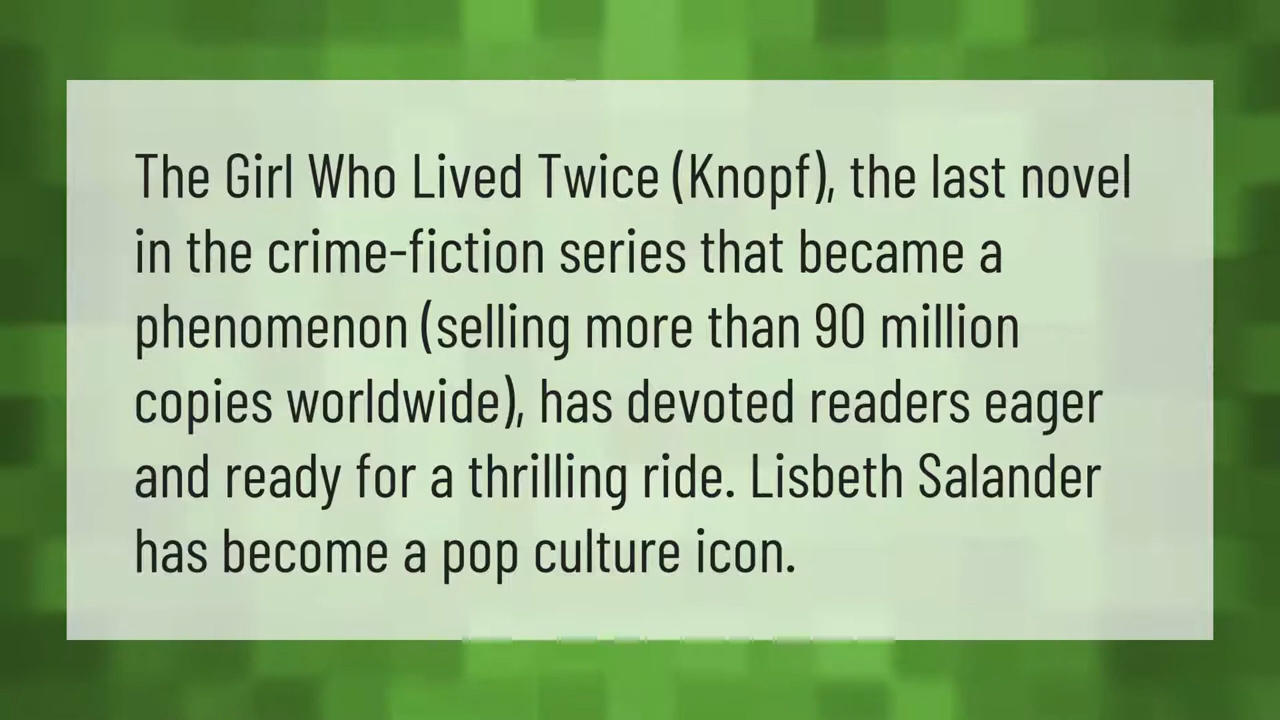 The Girl Who Lived Twice (Knopf), the last novel
in the crime-fiction series that became a
phenomenon (selling more than 90 million
copies worldwide), has devoted readers eager
and ready for a thrilling ride. Lisbeth Salander
has become a pop culture icon.